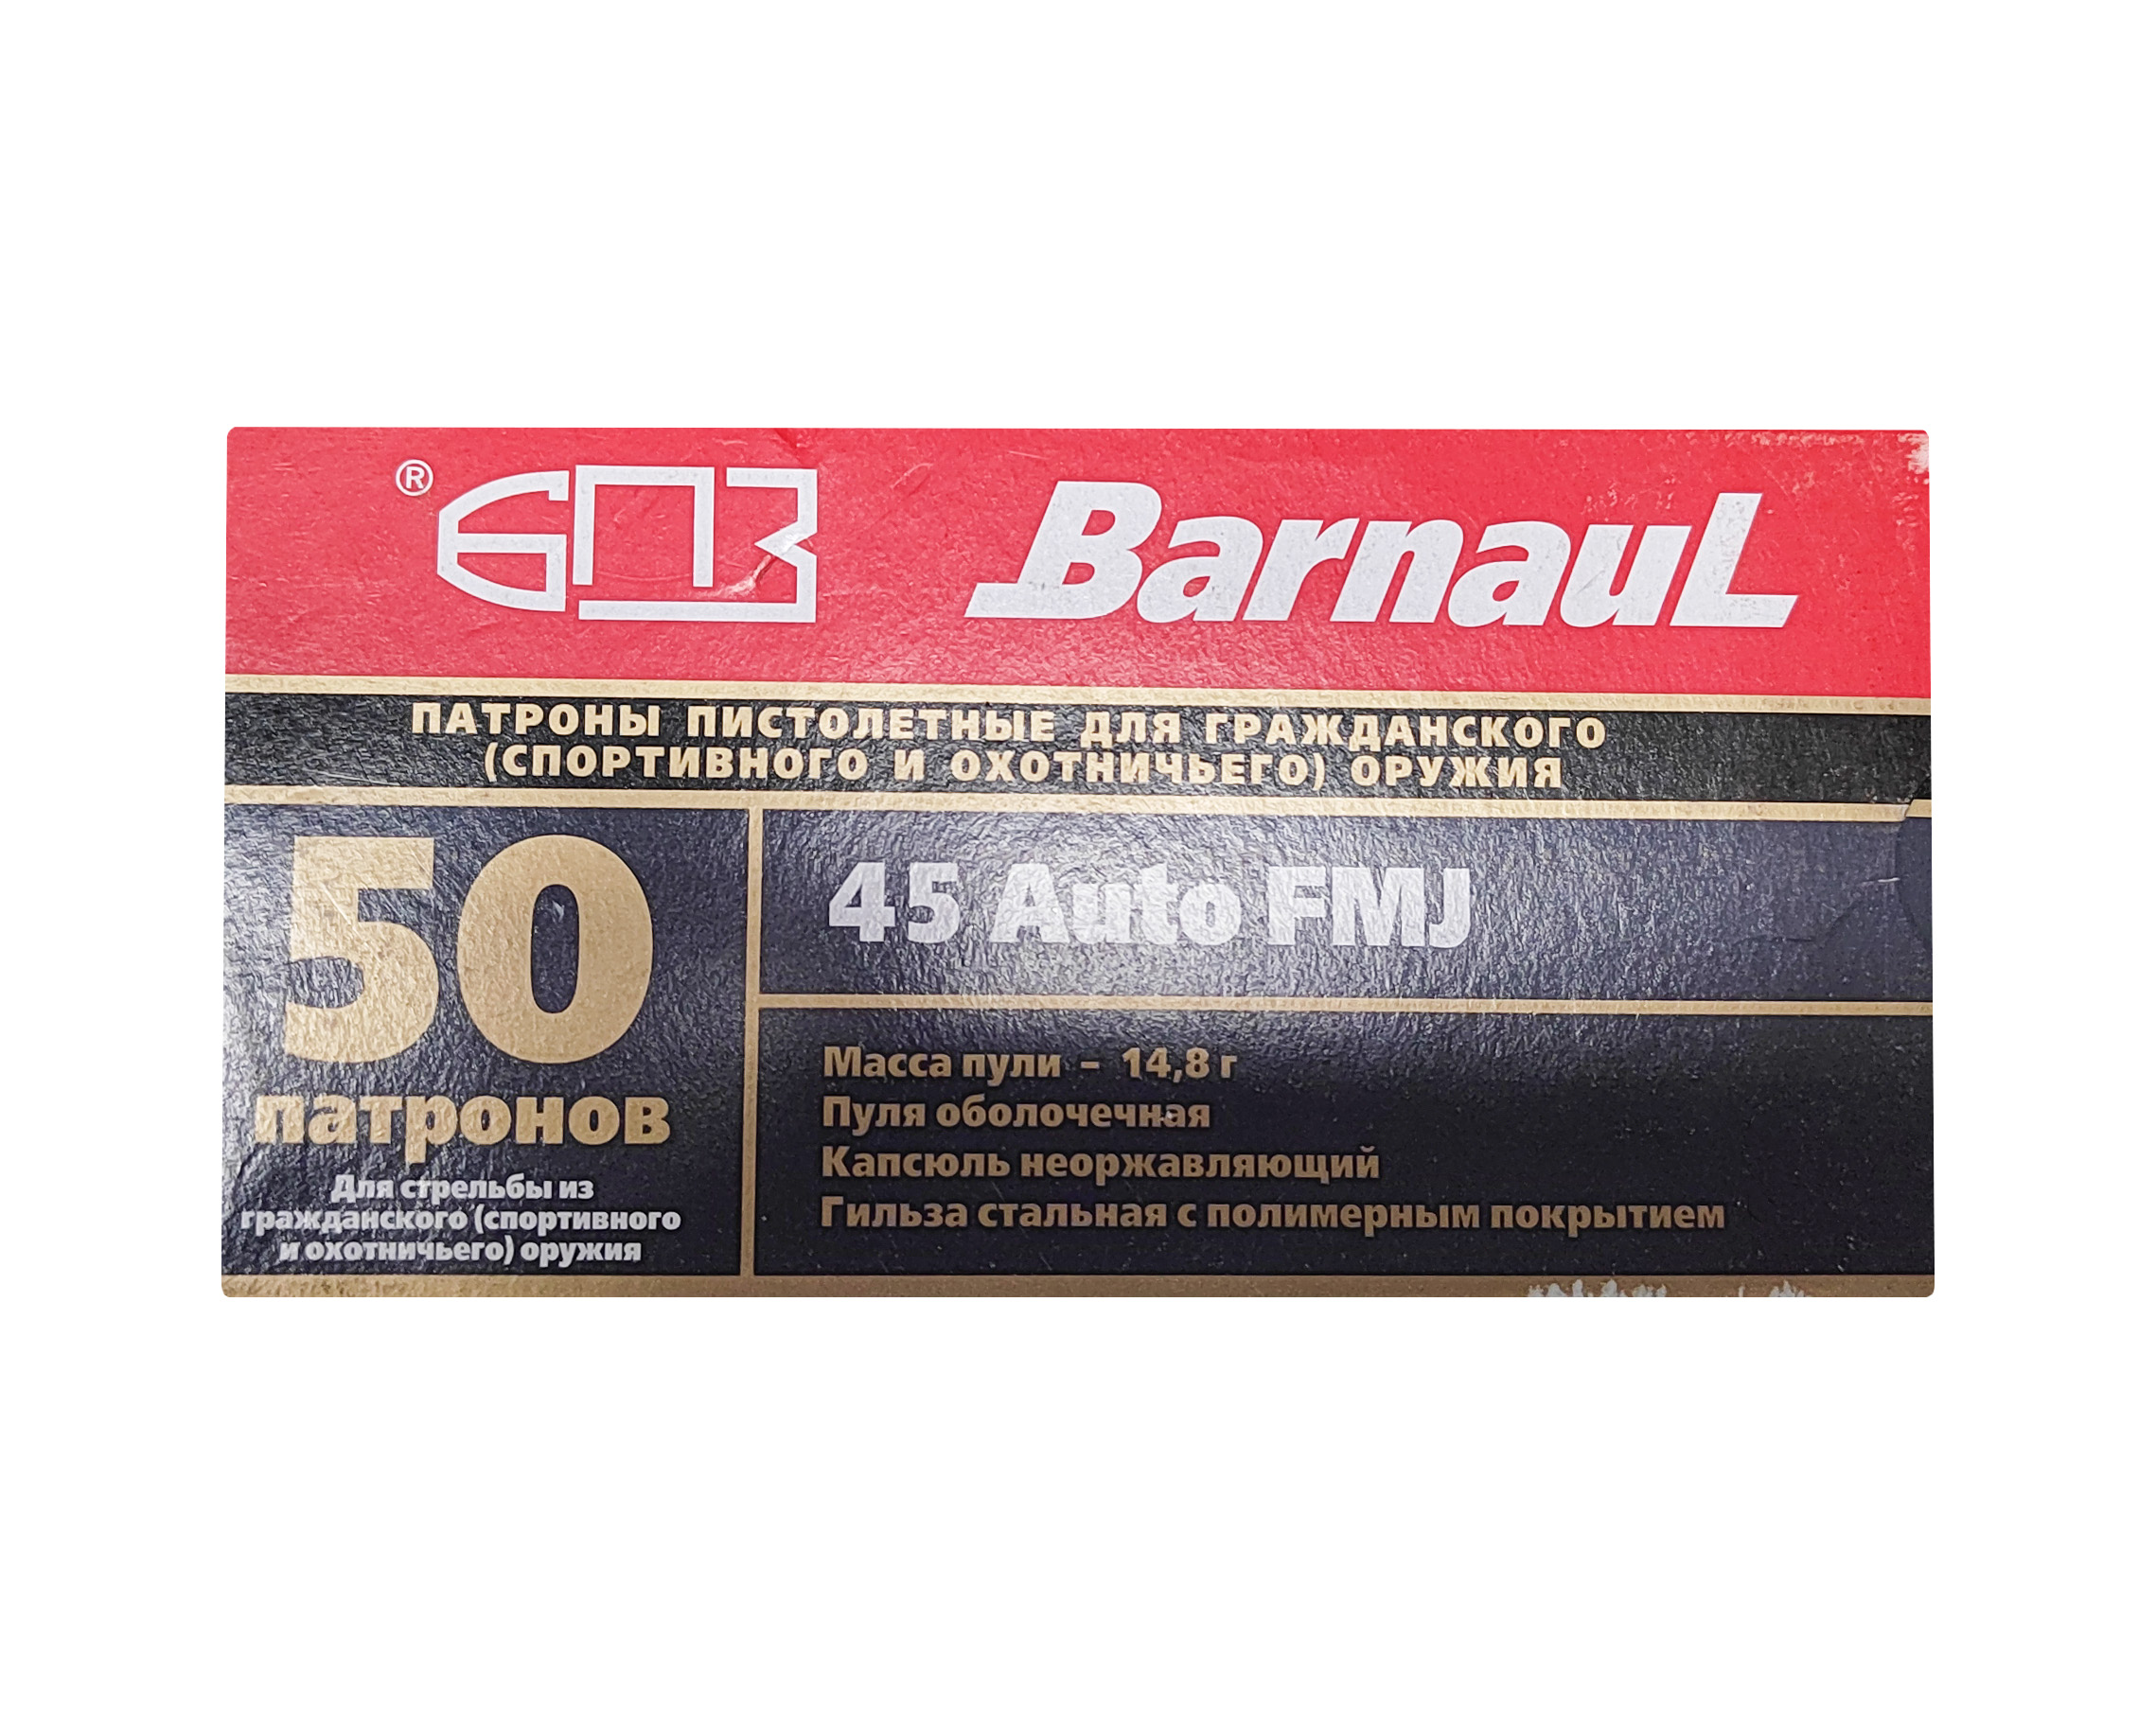 ® БПЗ BarnauL
ПАТРОНЫ ПИСТОЛЕТНЫЕ ДЛЯ ГРАЖДАНСКОГО
(СПОРТИВНОГО И ОХОТНИЧЬЕГО) ОРУЖИЯ
50
патронов
Для стрельбы из
гражданского (спортивного
и охотничьего) оружия
45 Auto FMJ
Масса пули – 14,8 г
Пуля оболочечная
Капсюль неоржавляющий
Гильза стальная с полимерным покрытием